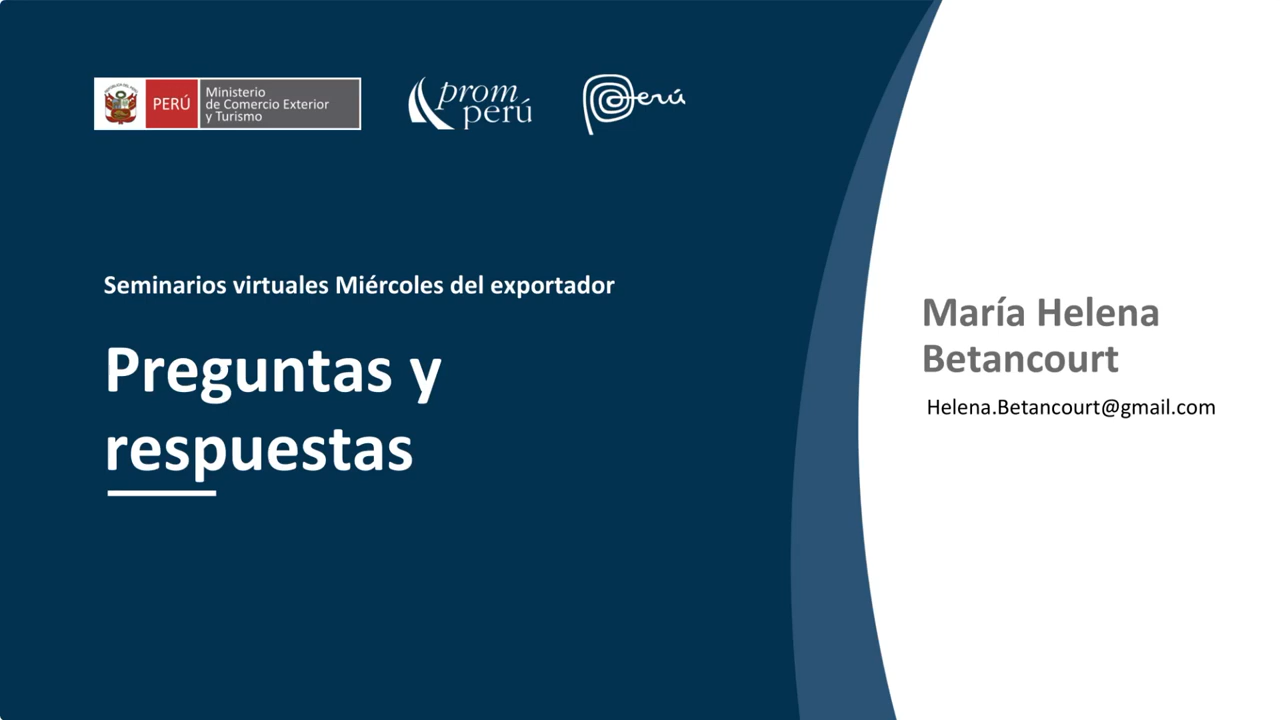 PERÚ
Ministerio
de Comercio Exterior
y Turismo
prom
perú
Perú
Seminarios virtuales Miércoles del exportador
Preguntas y
respuestas
María Helena
Betancourt
Helena.Betancourt@gmail.com